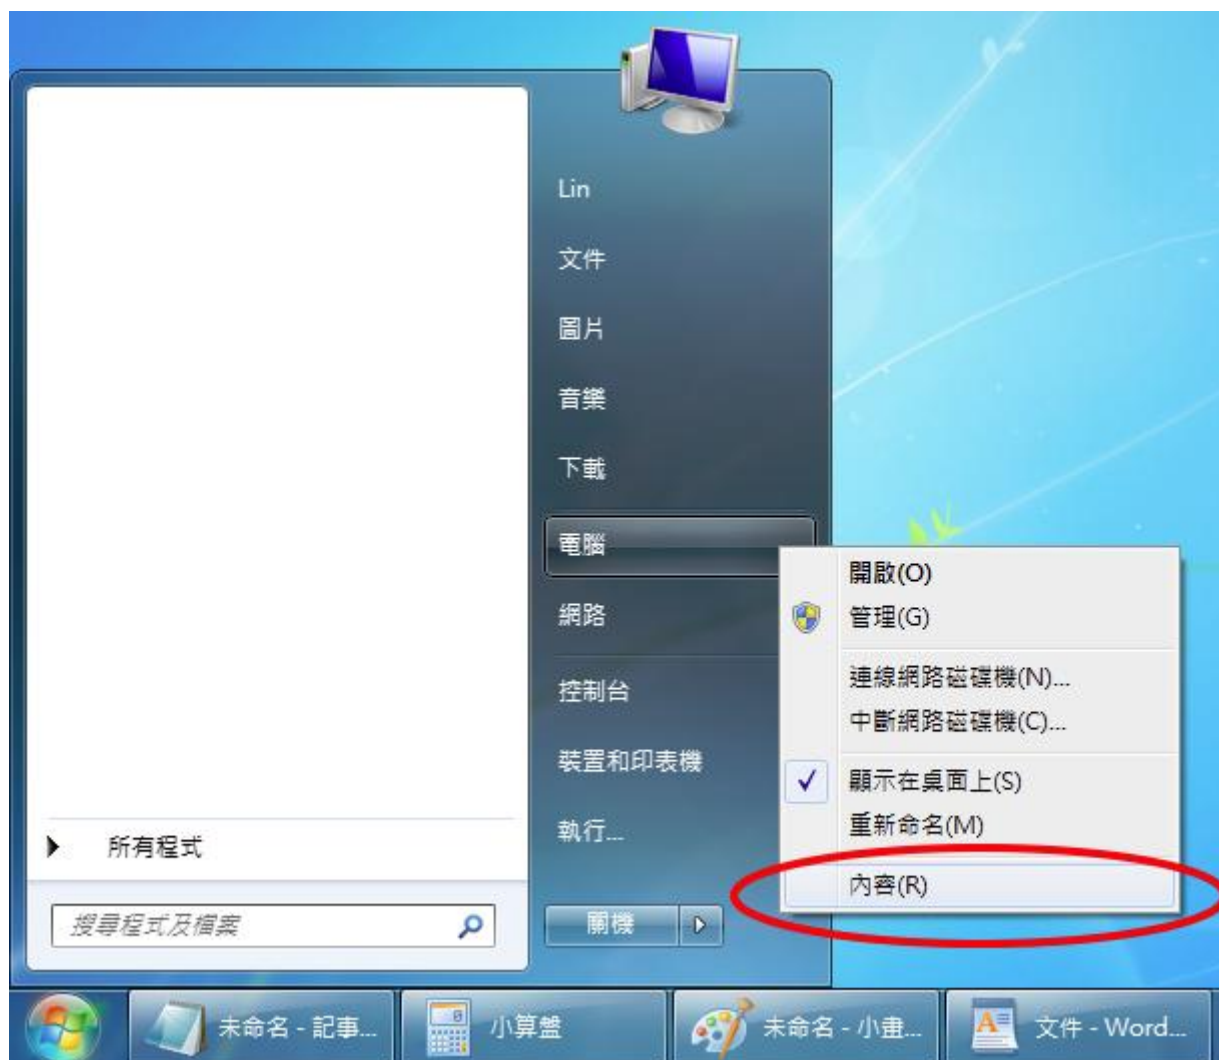 Lin
文件
圖片
音樂
下載
電腦
網路
控制台
裝置和印表機
執行...
所有程式
搜尋程式及檔案
關機
開啟(O)
管理(G)
連線網路磁碟機(N)...
中斷網路磁碟機(C)...
顯示在桌面上(S)
重新命名(M)
內容(R)
未命名 - 記事...
小算盤
未命名 - 小畫...
文件 - Word...